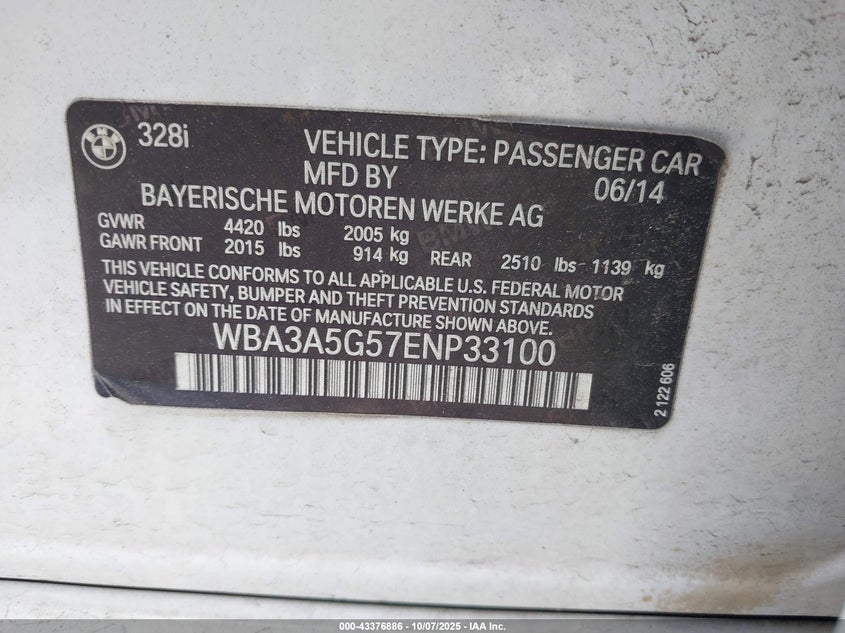 BMW
328i
VEHICLE TYPE: PASSENGER CAR
MFD BY
06/14
BAYERISCHE MOTOREN WERKE AG
GVWR 4420 lbs 2005 kg
GAWR FRONT 2015 lbs 914 kg REAR 2510 lbs 1139 kg
THIS VEHICLE CONFORMS TO ALL APPLICABLE U.S. FEDERAL MOTOR
VEHICLE SAFETY, BUMPER AND THEFT PREVENTION STANDARDS
IN EFFECT ON THE DATE OF MANUFACTURE SHOWN ABOVE.
WBA3A5G57ENP33100
2 122 606
000-43376886 - 10/07/2025 - IAA Inc.